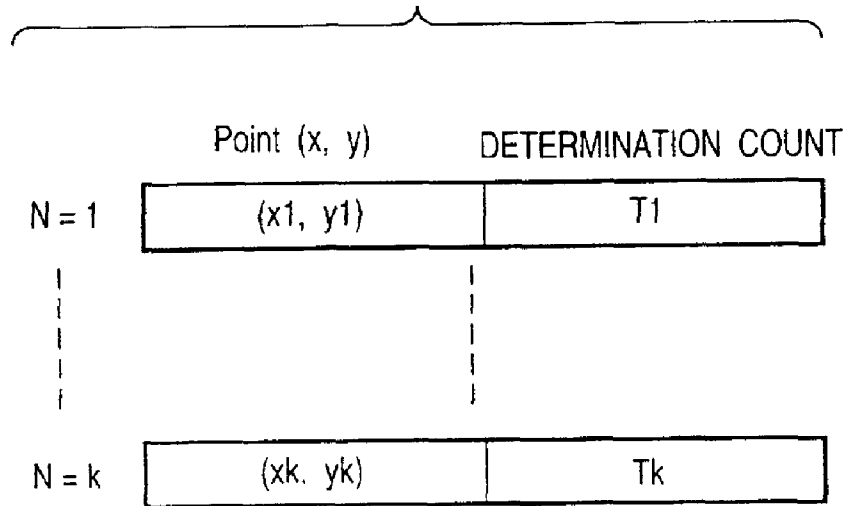 Point (x, y) DETERMINATION COUNT
N = 1 (x1, y1) T1
N = k (xk. yk) Tk